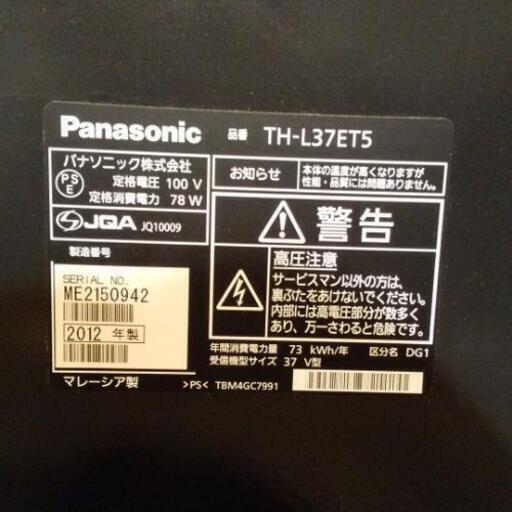 Panasonic 品番 TH-L37ET5
パナソニック株式会社
PS
E
定格電圧 100 V
定格消費電力 78 W
JQA JQ10009
お知らせ
本体の温度が高くなりますが
性能・品質には問題ありません。
警告
高圧注意
サービスマン以外の方は、
裏ぶたをあけないでください。
内部には高電圧部分が数多く
あり、万一さわると危険です。
製造番号
SERIAL NO.
ME2150942
2012 年製
マレーシア製
年間消費電力量 73 kWh/年 区分名 DG1
受信機型サイズ 37 V型
>PS< TBM4GC7991